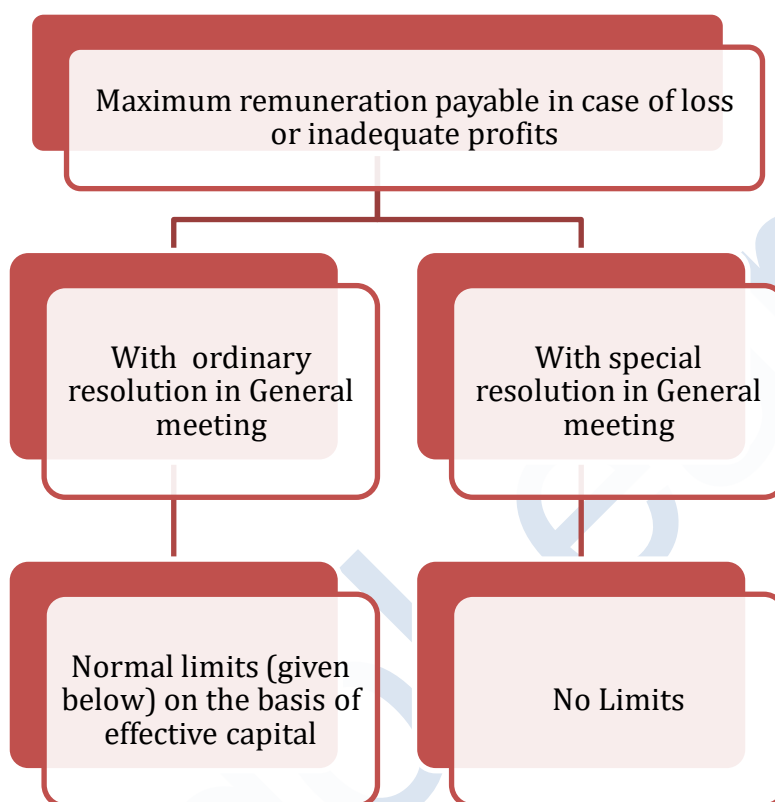 Maximum remuneration payable in case of loss
or inadequate profits
With ordinary
resolution in General
meeting
With special
resolution in General
meeting
Normal limits (given
below) on the basis of
effective capital
No Limits